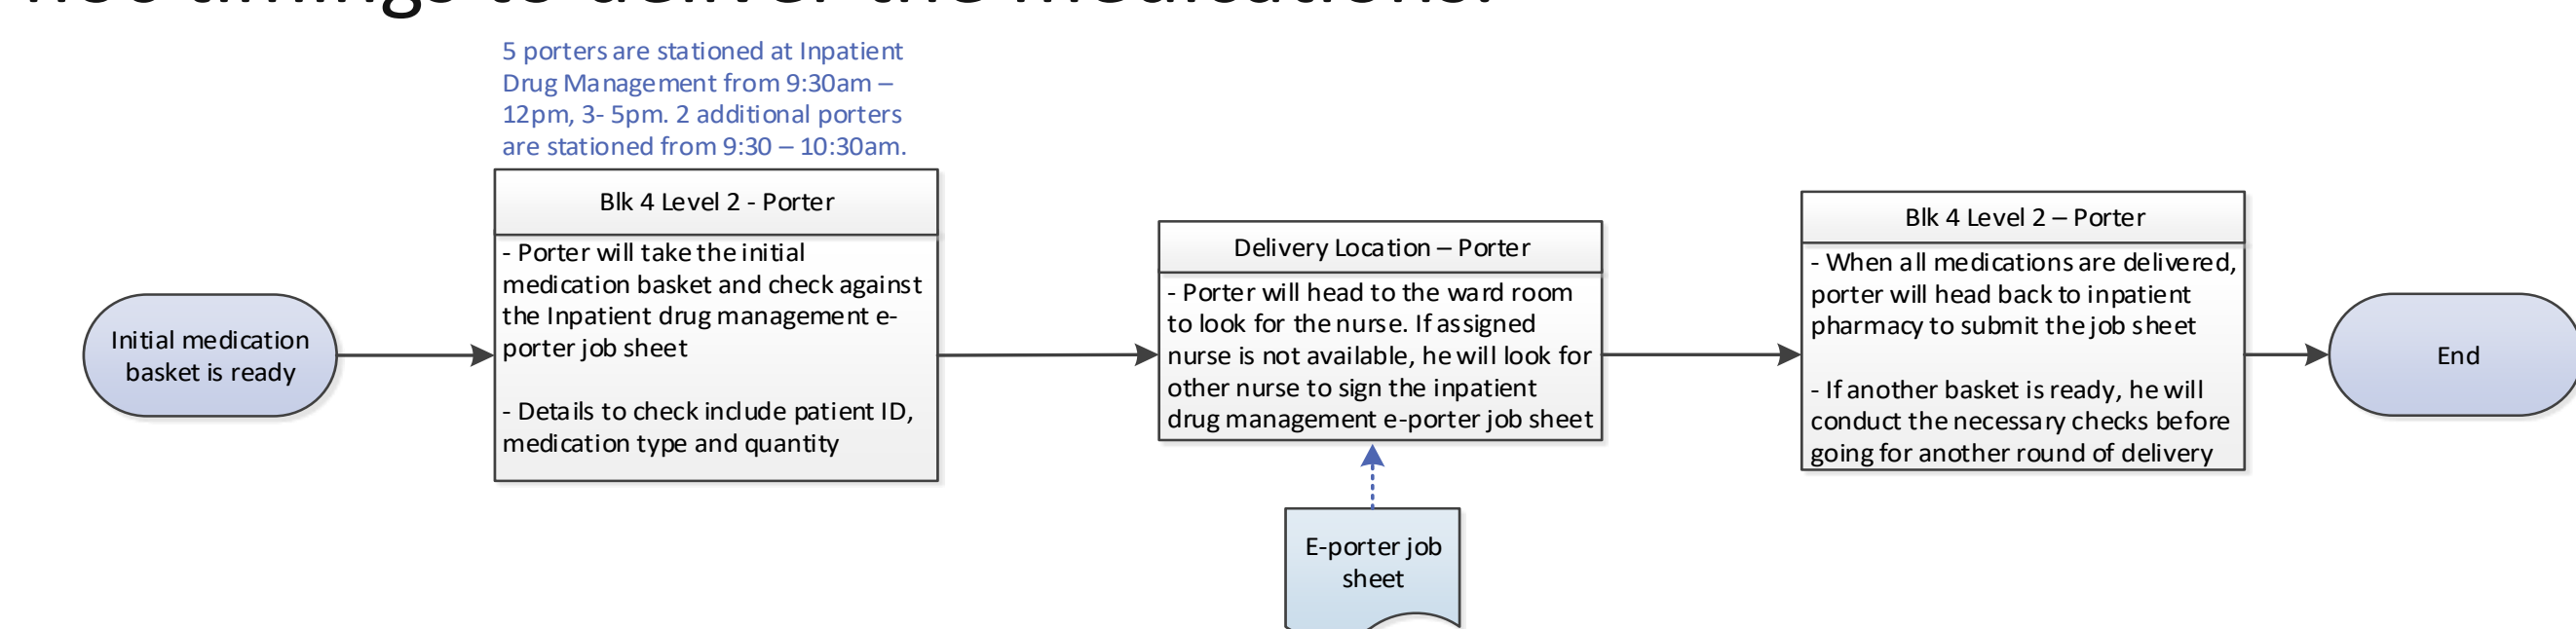 timings to deliver the medications.
5 porters are stationed at Inpatient
Drug Management from 9:30am –
12pm, 3- 5pm. 2 additional porters
are stationed from 9:30 – 10:30am.
Blk 4 Level 2 - Porter
- Porter will take the initial
medication basket and check against
the Inpatient drug management e-
porter job sheet
- Details to check include patient ID,
medication type and quantity
Initial medication
basket is ready
Delivery Location – Porter
- Porter will head to the ward room
to look for the nurse. If assigned
nurse is not available, he will look for
other nurse to sign the inpatient
drug management e-porter job sheet
E-porter job
sheet
Blk 4 Level 2 – Porter
- When all medications are delivered,
porter will head back to inpatient
pharmacy to submit the job sheet
- If another basket is ready, he will
conduct the necessary checks before
going for another round of delivery
End